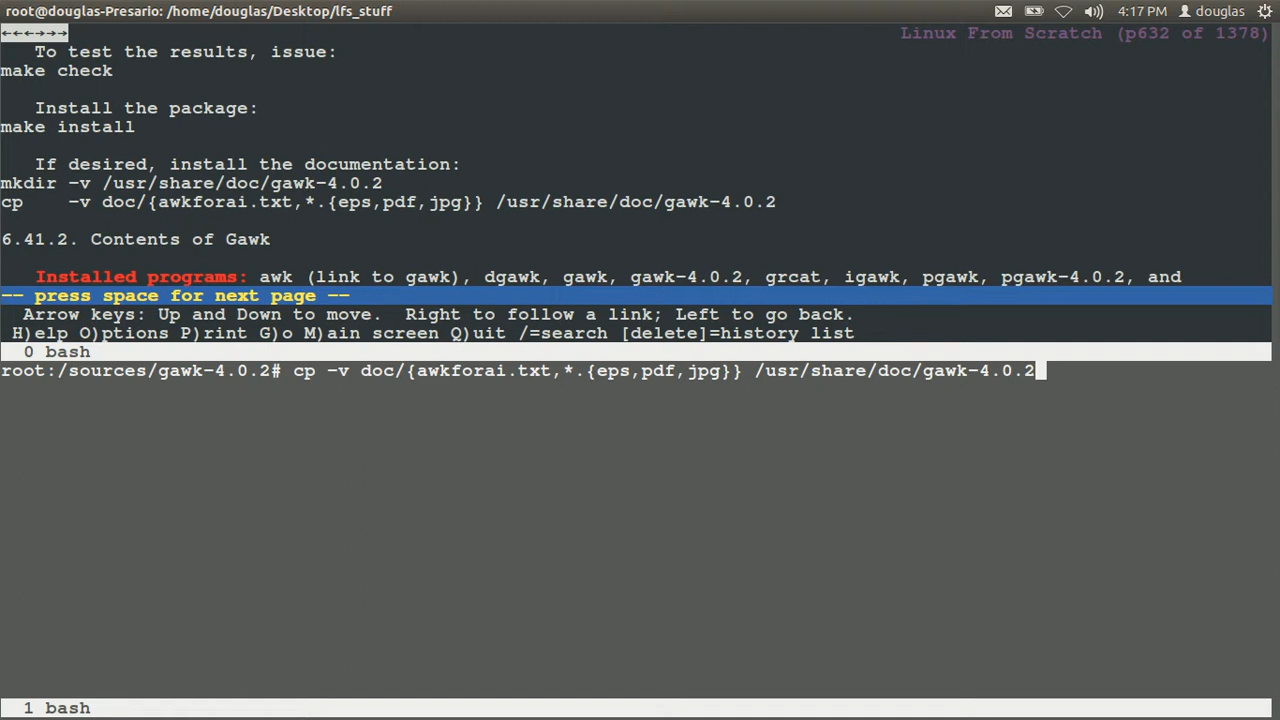 root@douglas-Presario: /home/douglas/Desktop/lfs_stuff 4:17 PM douglas
←←←→→→ Linux From Scratch (p632 of 1378)
To test the results, issue:
make check
Install the package:
make install
If desired, install the documentation:
mkdir -v /usr/share/doc/gawk-4.0.2
cp    -v doc/{awkforai.txt,*.{eps,pdf,jpg}} /usr/share/doc/gawk-4.0.2
6.41.2. Contents of Gawk
Installed programs: awk (link to gawk), dgawk, gawk, gawk-4.0.2, grcat, igawk, pgawk, pgawk-4.0.2, and
-- press space for next page --
Arrow keys: Up and Down to move.  Right to follow a link; Left to go back.
H)elp O)ptions P)rint G)o M)ain screen Q)uit /=search [delete]=history list
0 bash
root:/sources/gawk-4.0.2# cp -v doc/{awkforai.txt,*.{eps,pdf,jpg}} /usr/share/doc/gawk-4.0.2
1 bash